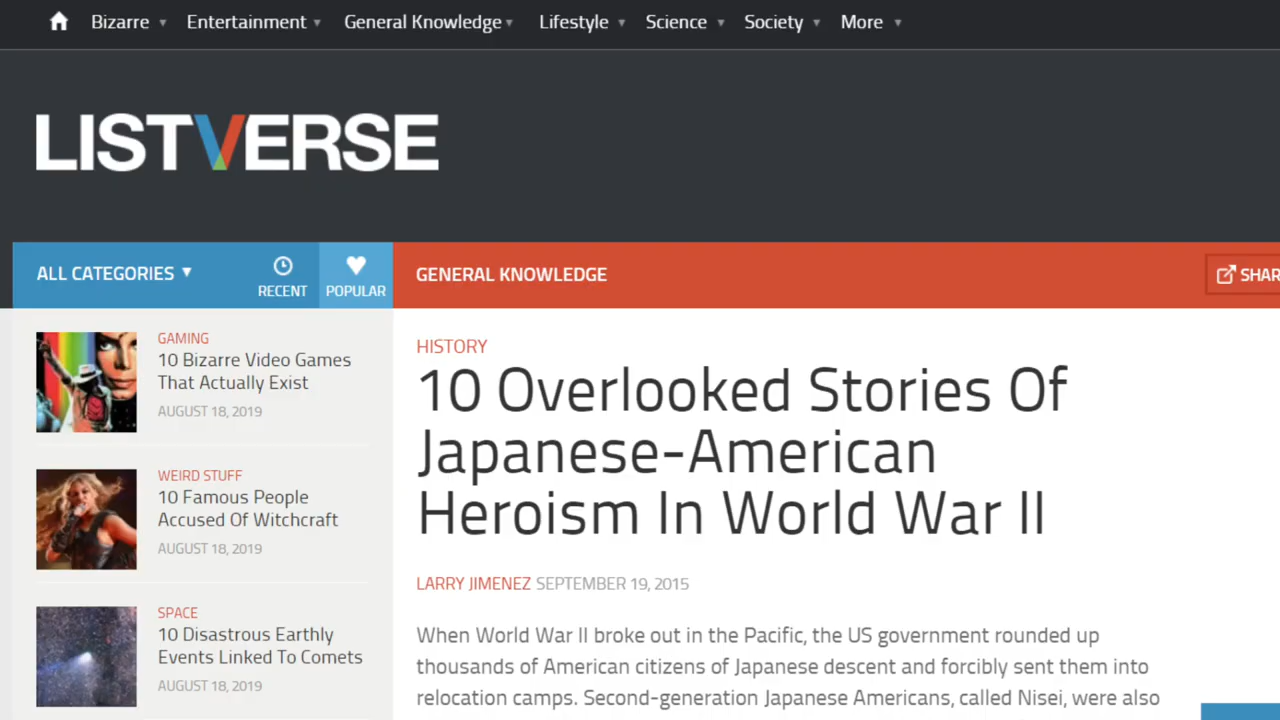 Bizarre Entertainment General Knowledge Lifestyle Science Society More
LISTVERSE
ALL CATEGORIES
RECENT
POPULAR
GENERAL KNOWLEDGE
SHAR
GAMING
10 Bizarre Video Games
That Actually Exist
AUGUST 18, 2019
WEIRD STUFF
10 Famous People
Accused Of Witchcraft
AUGUST 18, 2019
SPACE
10 Disastrous Earthly
Events Linked To Comets
AUGUST 18, 2019
HISTORY
10 Overlooked Stories Of
Japanese-American
Heroism In World War II
LARRY JIMENEZ SEPTEMBER 19, 2015
When World War II broke out in the Pacific, the US government rounded up
thousands of American citizens of Japanese descent and forcibly sent them into
relocation camps. Second-generation Japanese Americans, called Nisei, were also